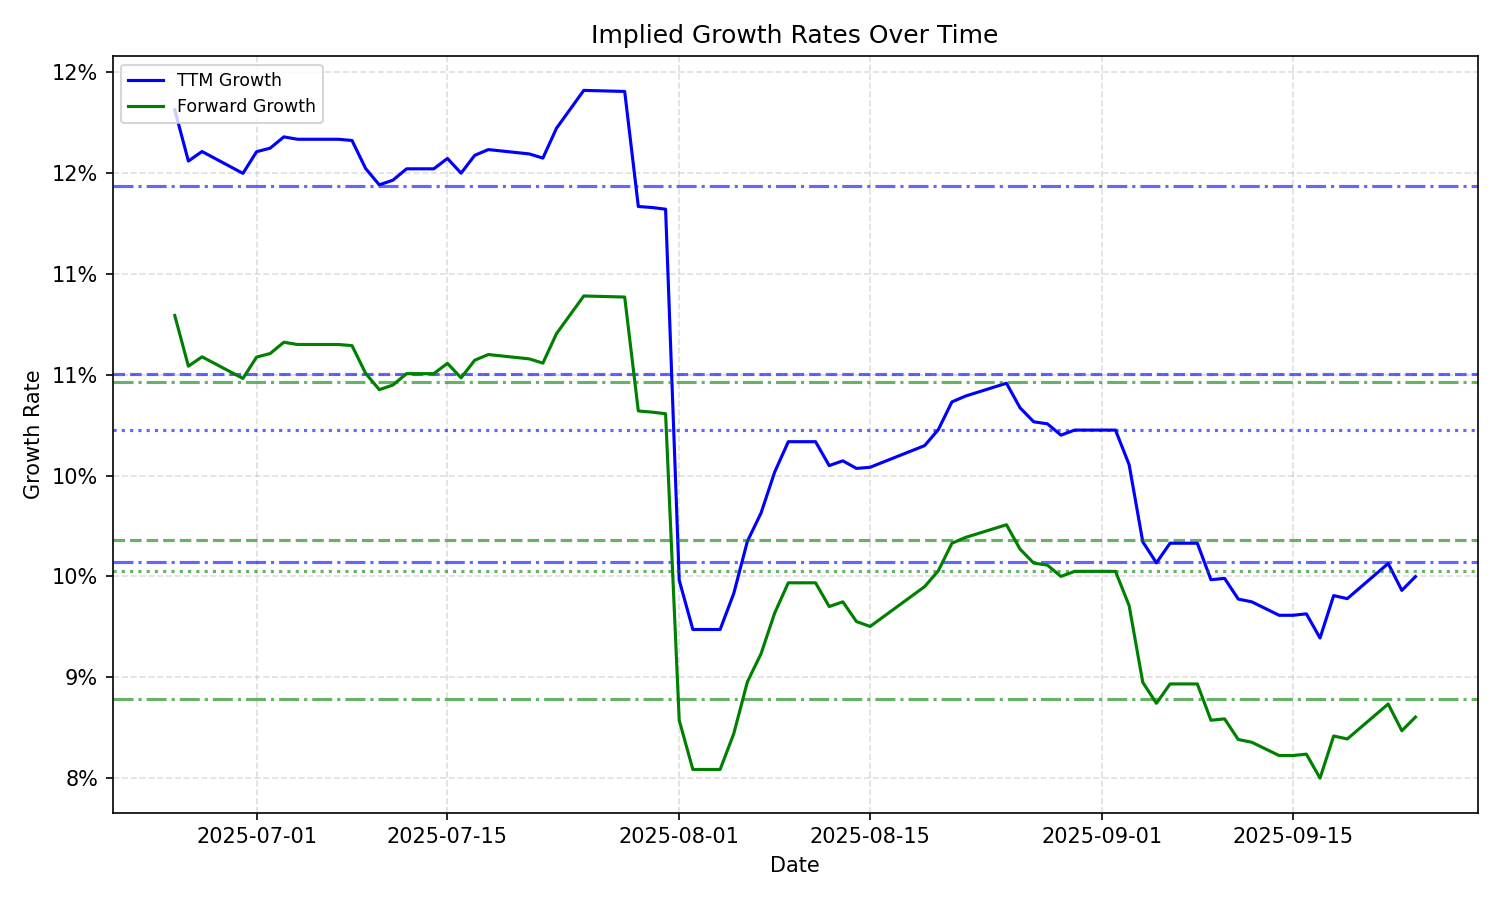 Implied Growth Rates Over Time
TTM Growth
Forward Growth
12%
12%
11%
11%
10%
10%
9%
8%
Growth Rate
2025-07-01
2025-07-15
2025-08-01
2025-08-15
2025-09-01
2025-09-15
Date